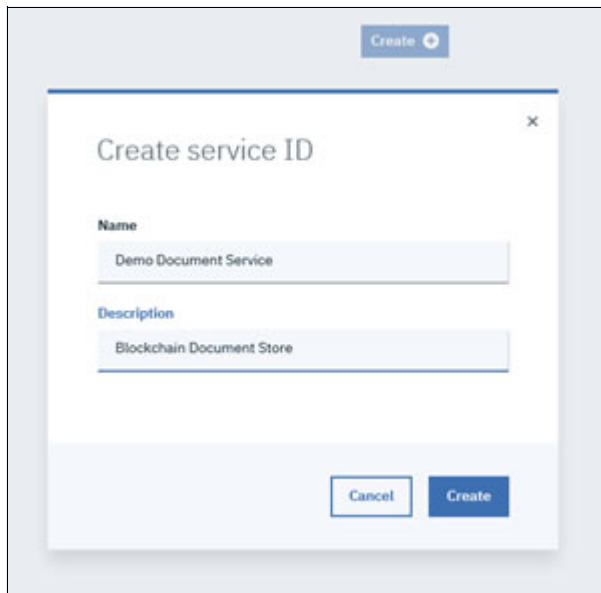 Create
Create service ID
Name
Demo Document Service
Description
Blockchain Document Store
Cancel Create